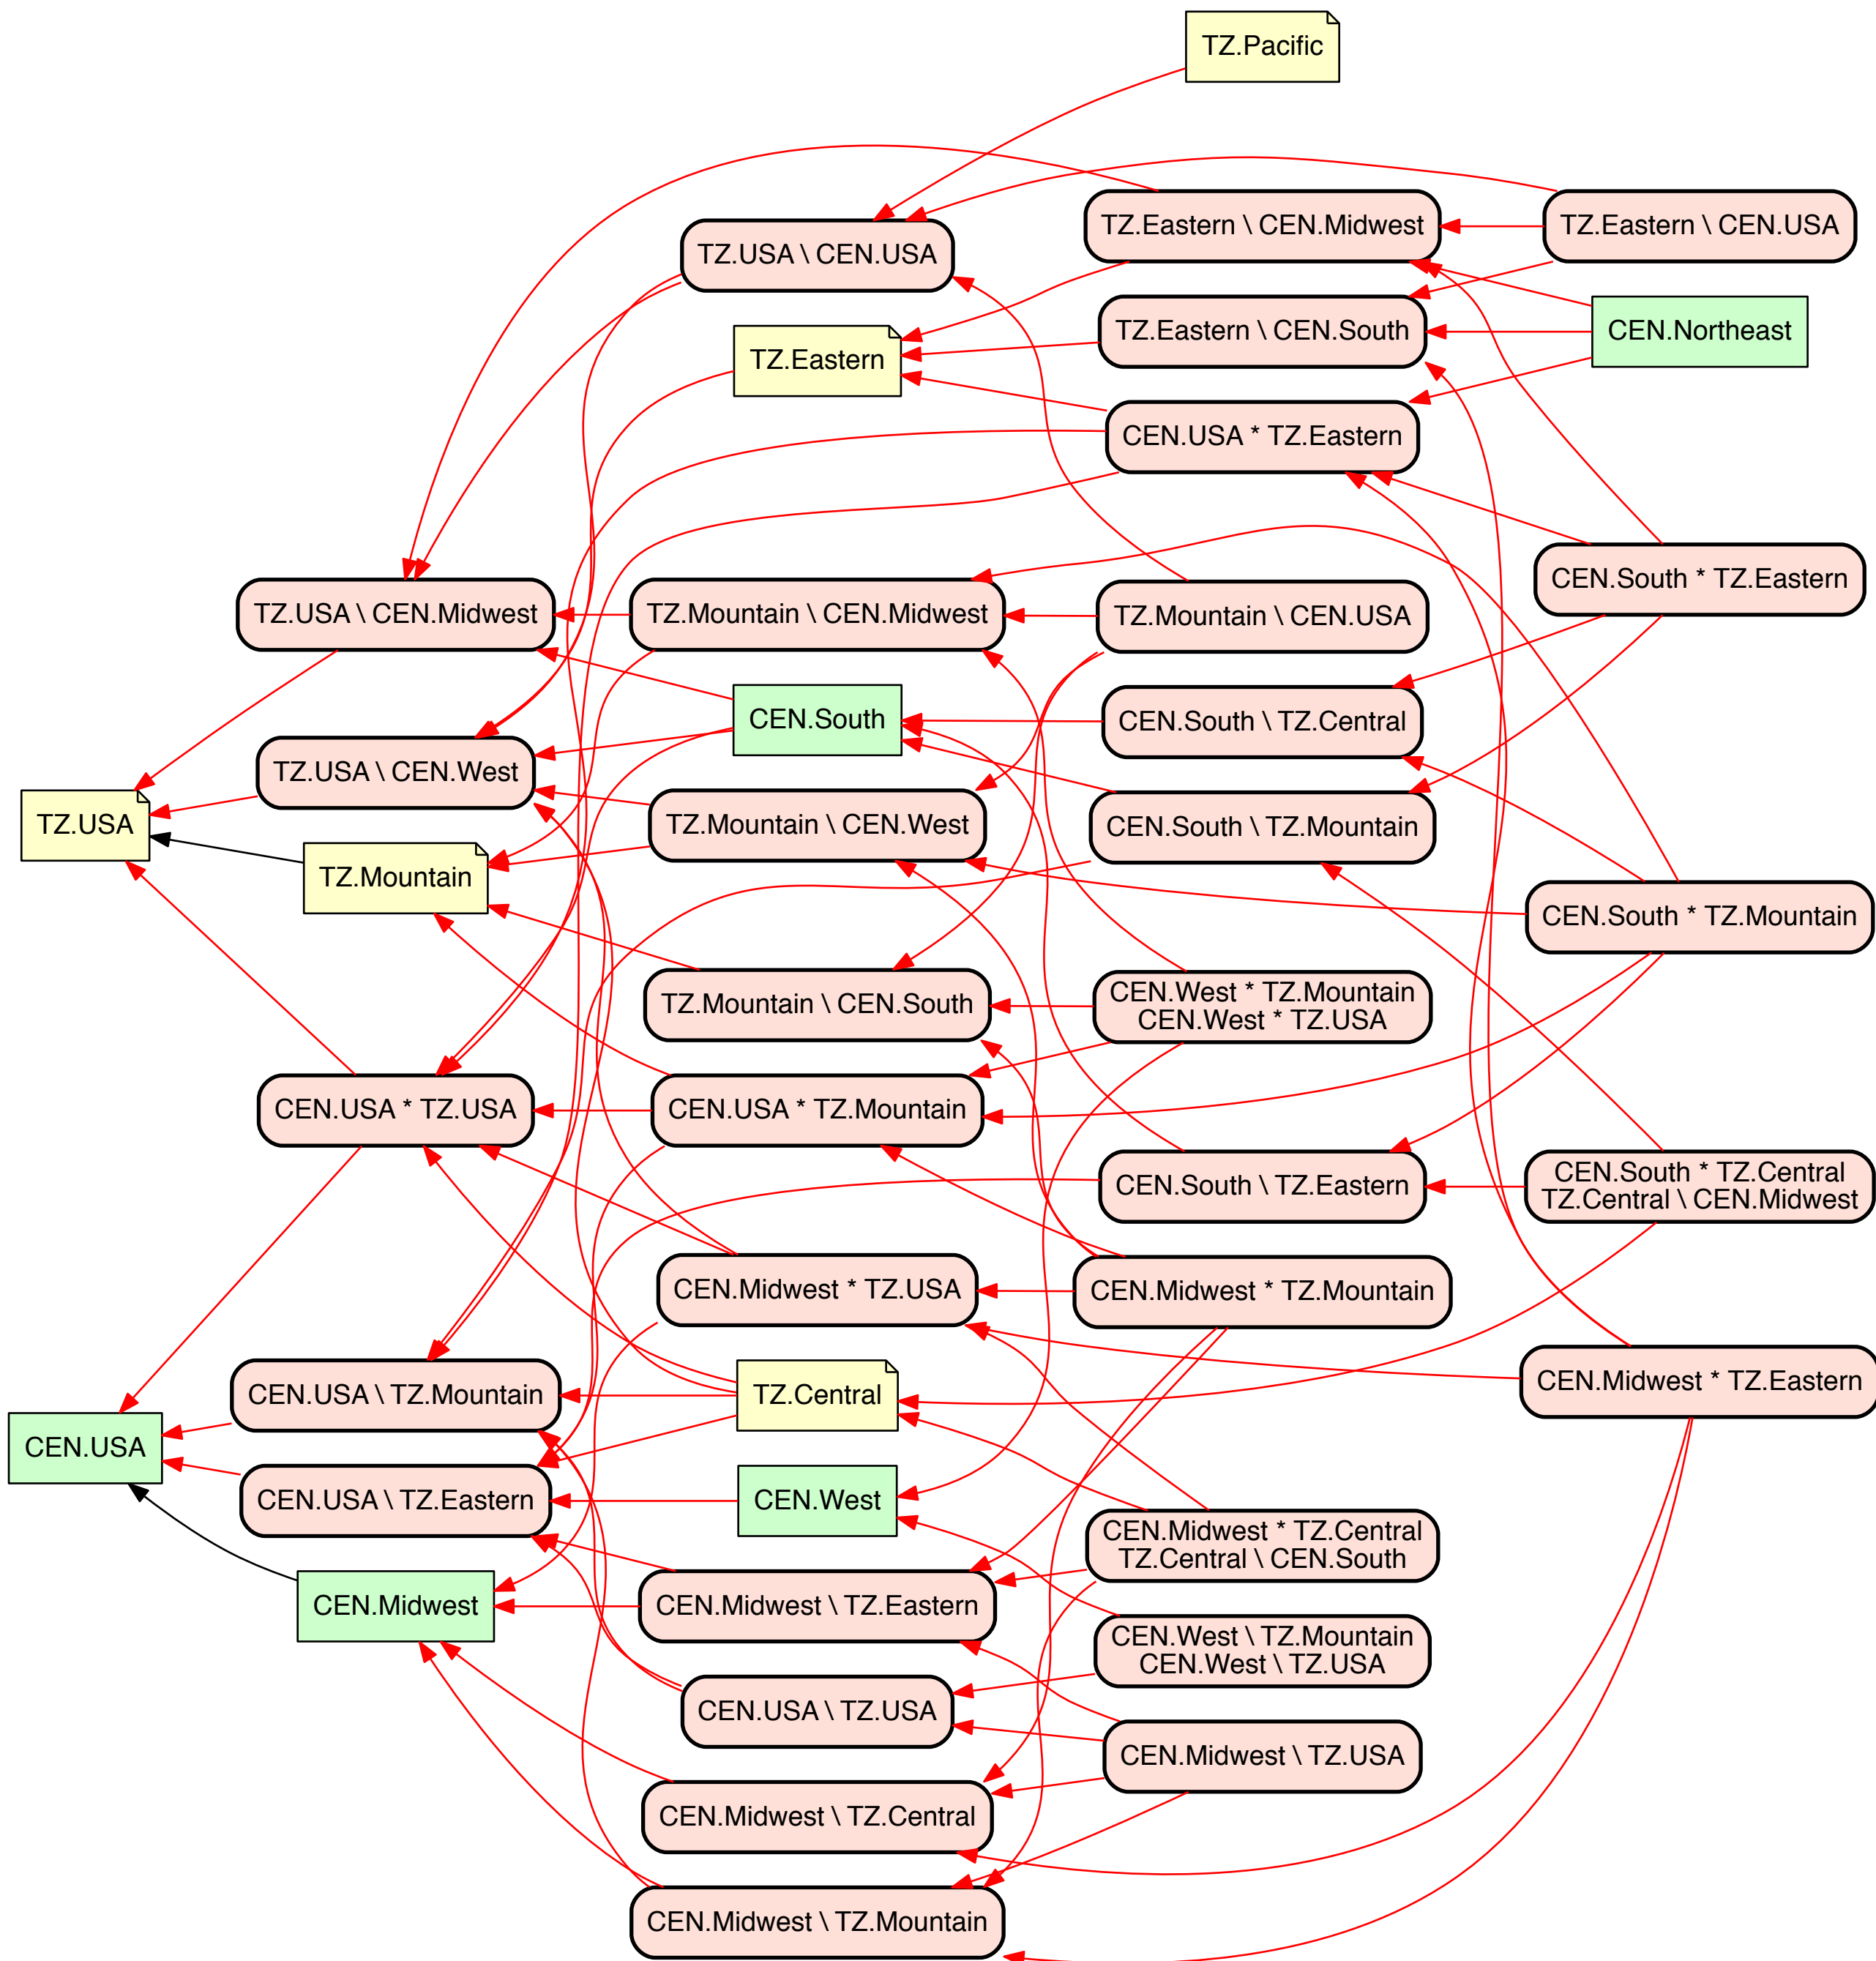 TZ.Pacific
TZ.Eastern \ CEN.Midwest
TZ.Eastern \ CEN.USA
TZ.USA \ CEN.USA
TZ.Eastern \ CEN.South
CEN.Northeast
TZ.Eastern
CEN.USA * TZ.Eastern
CEN.South * TZ.Eastern
TZ.USA \ CEN.Midwest
TZ.Mountain \ CEN.Midwest
TZ.Mountain \ CEN.USA
CEN.South
CEN.South \ TZ.Central
TZ.USA \ CEN.West
TZ.USA
TZ.Mountain \ CEN.West
CEN.South \ TZ.Mountain
TZ.Mountain
CEN.South * TZ.Mountain
TZ.Mountain \ CEN.South
CEN.West * TZ.Mountain
CEN.West * TZ.USA
CEN.USA * TZ.USA
CEN.USA * TZ.Mountain
CEN.South \ TZ.Eastern
CEN.South * TZ.Central
TZ.Central \ CEN.Midwest
CEN.Midwest * TZ.USA
CEN.Midwest * TZ.Mountain
CEN.USA \ TZ.Mountain
TZ.Central
CEN.Midwest * TZ.Eastern
CEN.USA
CEN.USA \ TZ.Eastern
CEN.West
CEN.Midwest * TZ.Central
TZ.Central \ CEN.South
CEN.Midwest
CEN.Midwest \ TZ.Eastern
CEN.West \ TZ.Mountain
CEN.West \ TZ.USA
CEN.USA \ TZ.USA
CEN.Midwest \ TZ.USA
CEN.Midwest \ TZ.Central
CEN.Midwest \ TZ.Mountain